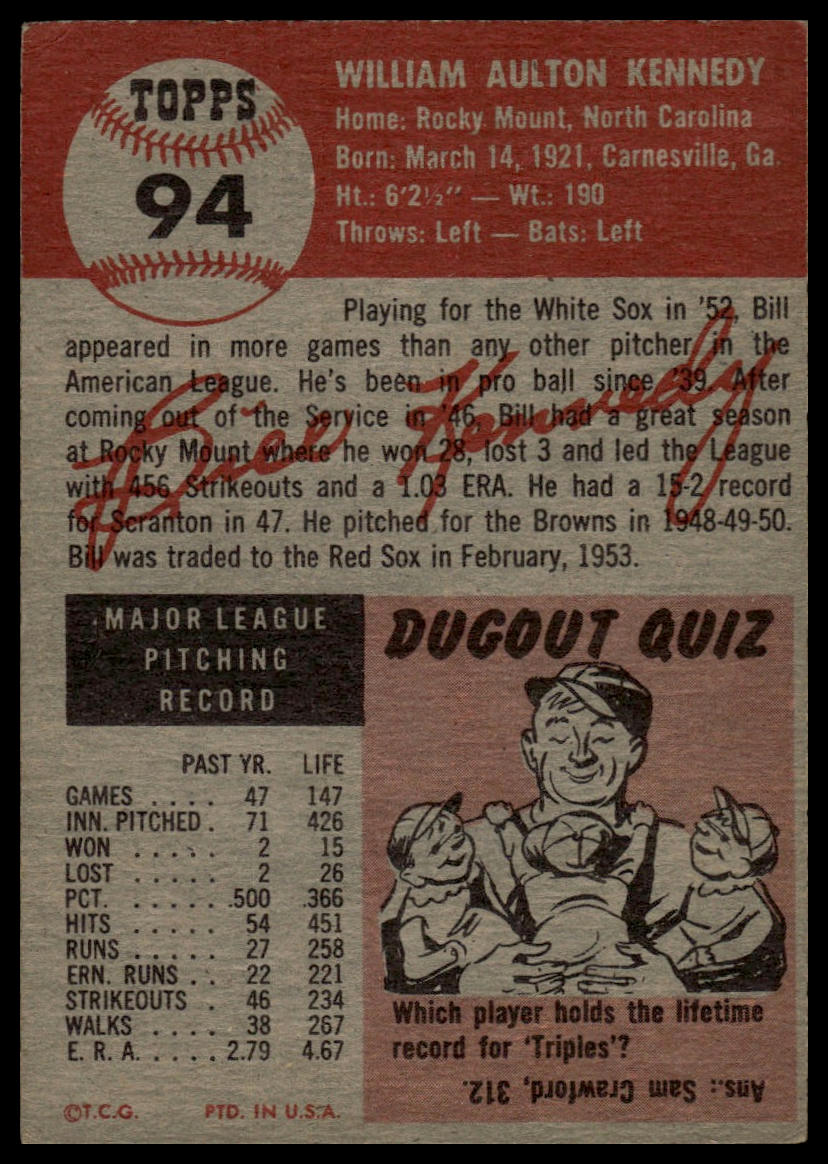 TOPPS
94
WILLIAM AULTON KENNEDY
Home: Rocky Mount, North Carolina
Born: March 14, 1921, Carnesville, Ga.
Ht.: 6'2½" — Wt.: 190
Throws: Left — Bats: Left
Playing for the White Sox in '52, Bill
appeared in more games than any other pitcher in the
American League. He's been in pro ball since '39. After
coming out of the Service in '46, Bill had a great season
at Rocky Mount where he won 28, lost 3 and led the League
with 456 Strikeouts and a 1.03 ERA. He had a 15-2 record
for Scranton in 47. He pitched for the Browns in 1948-49-50.
Bill was traded to the Red Sox in February, 1953.
Bill Kennedy
MAJOR LEAGUE
PITCHING
RECORD
PAST YR. LIFE
GAMES . . . . 47 147
INN. PITCHED . 71 426
WON . . . . . 2 15
LOST . . . . . 2 26
PCT. . . . . . .500 .366
HITS . . . . . 54 451
RUNS . . . . . 27 258
ERN. RUNS . . 22 221
STRIKEOUTS . 46 234
WALKS . . . . 38 267
E. R. A. . . . . 2.79 4.67
©T.C.G. PTD. IN U.S.A.
DUGOUT QUIZ
Which player holds the lifetime
record for 'Triples'?
Ans.: Sam Crawford, 312.